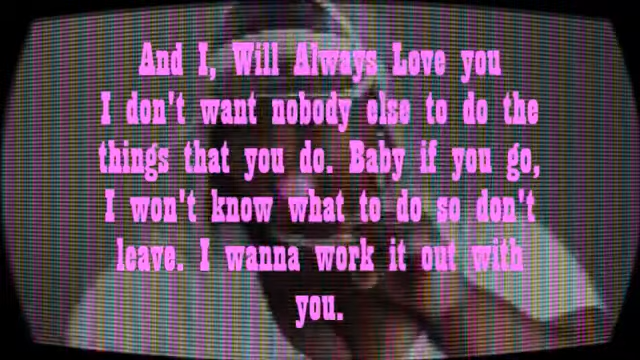 And I, Will Always Love you
I don't want nobody else to do the
things that you do. Baby if you go,
I won't know what to do so don't
leave. I wanna work it out with
you.